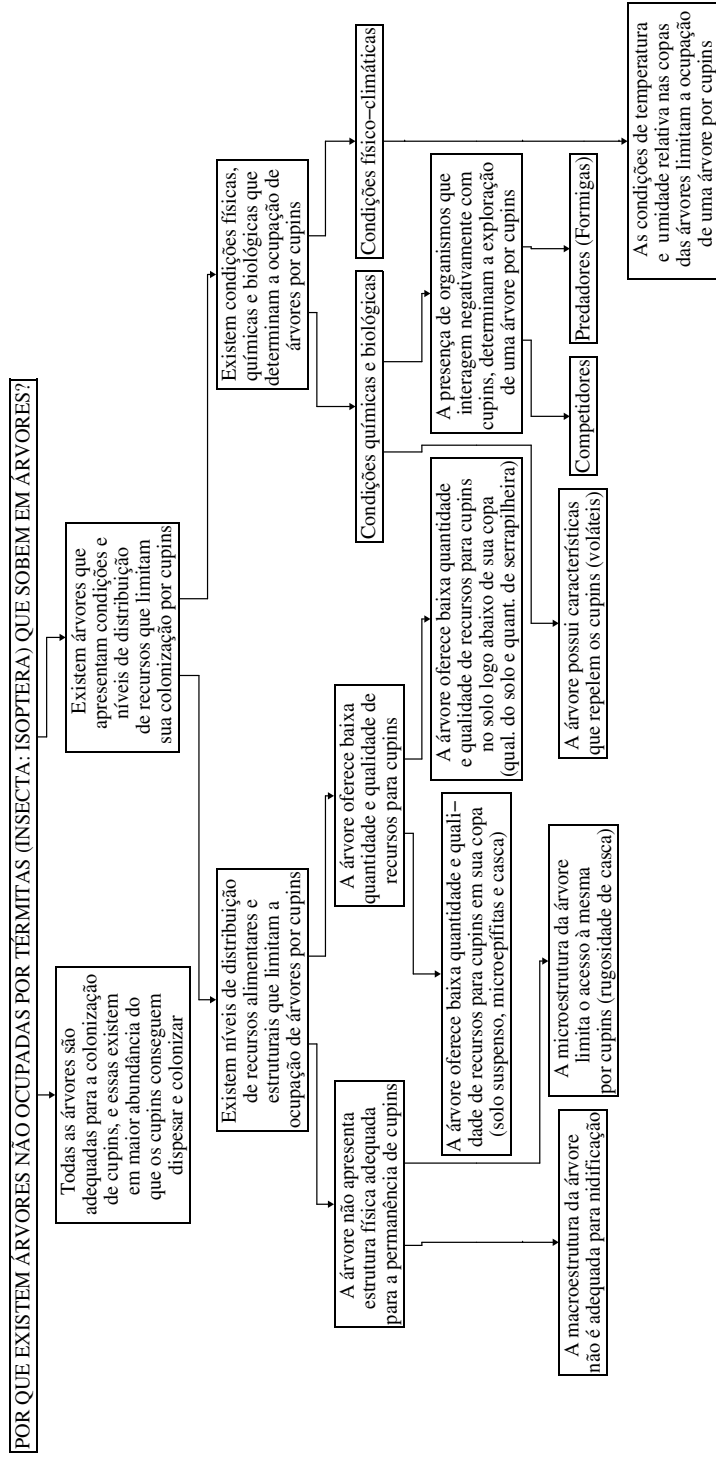 POR QUE EXISTEM ÁRVORES NÃO OCUPADAS POR TÉRMITAS (INSECTA: ISOPTERA) QUE SOBEM EM ÁRVORES?
Todas as árvores são
adequadas para a colonização
de cupins, e essas existem
em maior abundância do
que os cupins conseguem
dispesar e colonizar
Existem árvores que
apresentam condições e
níveis de distribuição
de recursos que limitam
sua colonização por cupins
Existem níveis de distribuição
de recursos alimentares e
estruturais que limitam a
ocupação de árvores por cupins
Existem condições físicas,
químicas e biológicas que
determinam a ocupação de
árvores por cupins
A árvore não apresenta
estrutura física adequada
para a permanência de cupins
A árvore oferece baixa
quantidade e qualidade de
recursos para cupins
Condições químicas e biológicas
Condições físico−climáticas
A árvore oferece baixa quantidade e quali−
dade de recursos para cupins em sua copa
(solo suspenso, microepífitas e casca)
A árvore oferece baixa quantidade
e qualidade de recursos para cupins
no solo logo abaixo de sua copa
(qual. do solo e quant. de serrapilheira)
A presença de organismos que
interagem negativamente com
cupins, determinam a exploração
de uma árvore por cupins
A macroestrutura da árvore
não é adequada para nidificação
A microestrutura da árvore
limita o acesso à mesma
por cupins (rugosidade de casca)
A árvore possui características
que repelem os cupins (voláteis)
Competidores
Predadores (Formigas)
As condições de temperatura
e umidade relativa nas copas
das árvores limitam a ocupação
de uma árvore por cupins